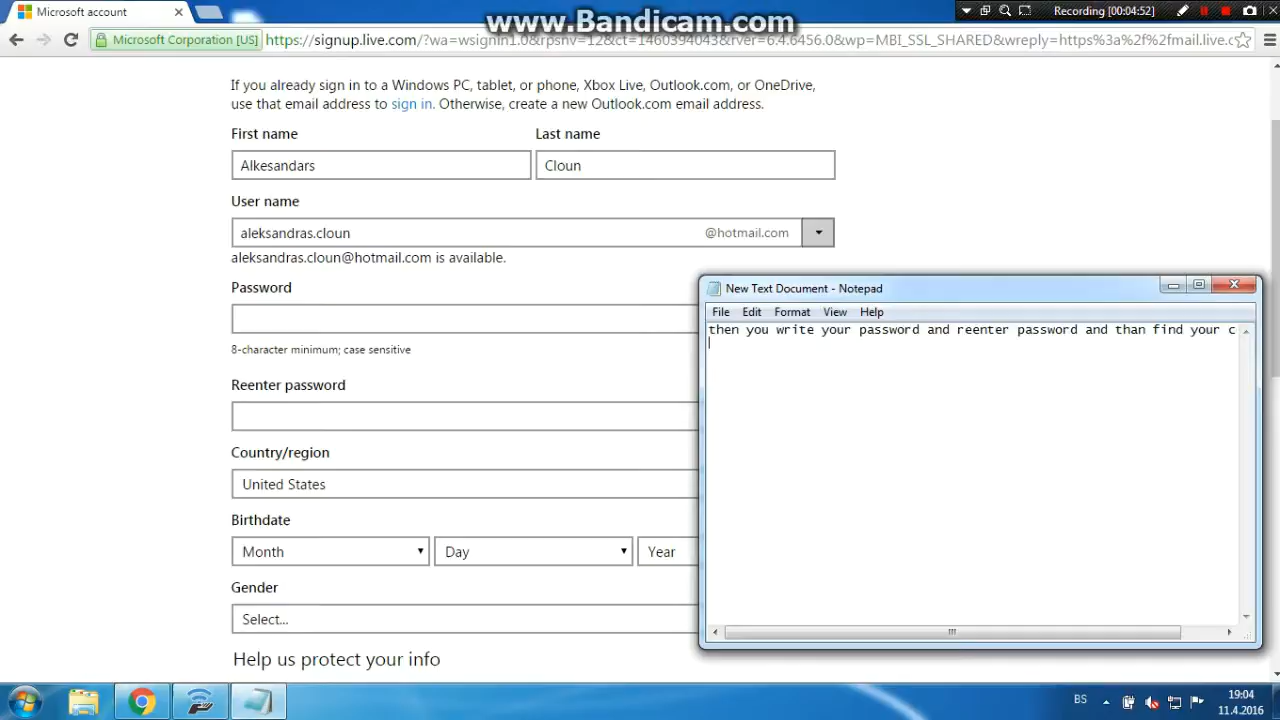 www.Bandicam.com
Recording [00:04:52]
Microsoft account
Microsoft Corporation [US]
https://signup.live.com/?wa=wsignin1.0&rpsnv=12&ct=1460394043&rver=6.4.6456.0&wp=MBI_SSL_SHARED&wreply=https%3a%2f%2fmail.live.c
If you already sign in to a Windows PC, tablet, or phone, Xbox Live, Outlook.com, or OneDrive,
use that email address to sign in. Otherwise, create a new Outlook.com email address.
First name Last name
Alkesandars Cloun
User name
aleksandras.cloun @hotmail.com
aleksandras.cloun@hotmail.com is available.
Password
8-character minimum; case sensitive
Reenter password
Country/region
United States
Birthdate
Month Day Year
Gender
Select...
Help us protect your info
New Text Document - Notepad
File Edit Format View Help
then you write your password and reenter password and than find your c
BS
19:04
11.4.2016